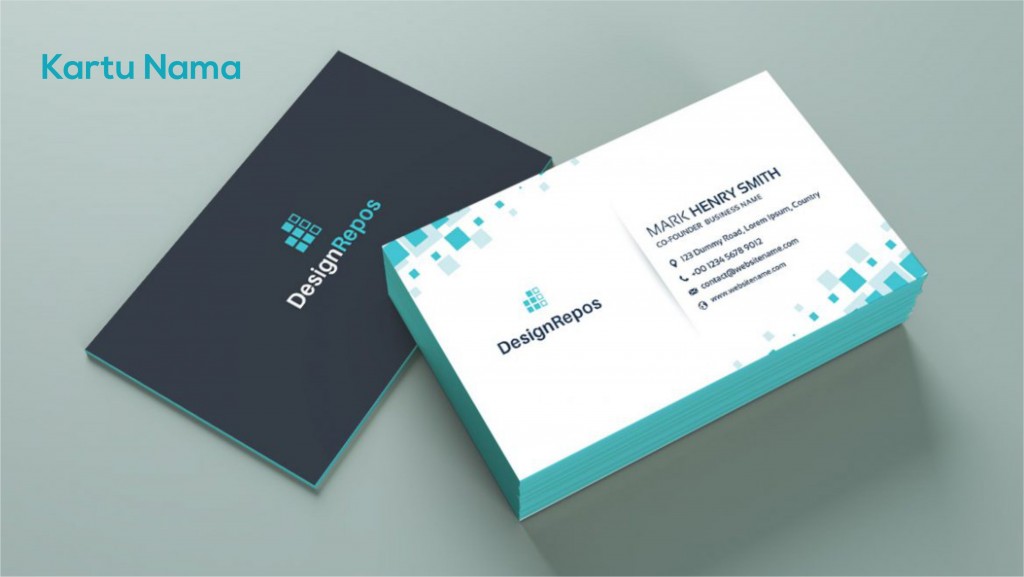 Kartu Nama
DesignRepos
DesignRepos
MARK HENRY SMITH
CO-FOUNDER BUSINESS NAME
123 Dummy Road, Lorem Ipsum, Country
+00 1234 5678 9012
contact@websitename.com
www.websitename.com